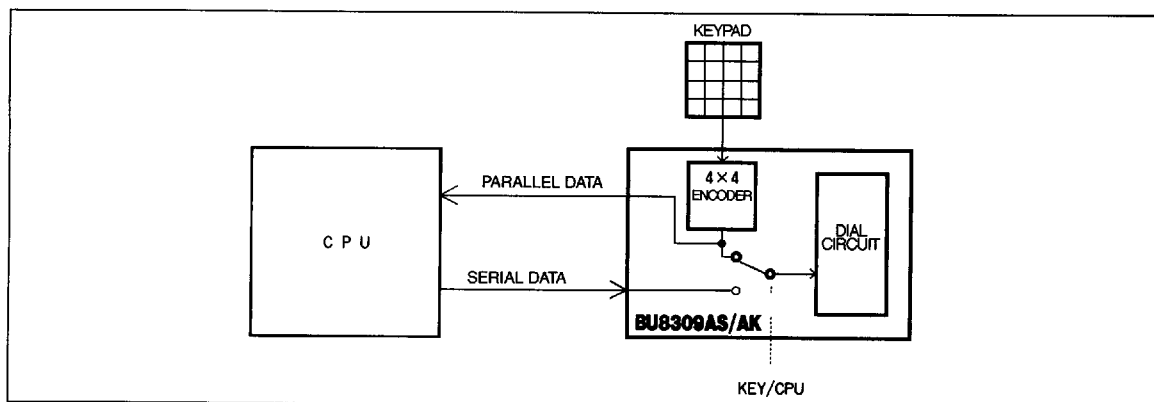 KEYPAD
4×4
ENCODER
PARALLEL DATA
CPU
DIAL
CIRCUIT
SERIAL DATA
BU8309AS/AK
KEY/CPU